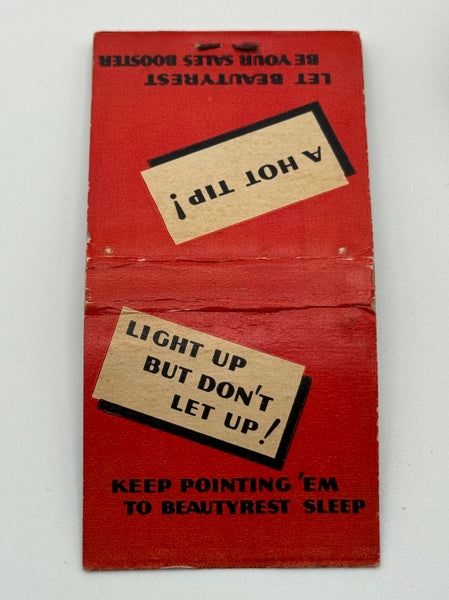 LET BEAUTYREST
BE YOUR SALES BOOSTER
A HOT TIP!
LIGHT UP
BUT DON'T
LET UP!
KEEP POINTING 'EM
TO BEAUTYREST SLEEP